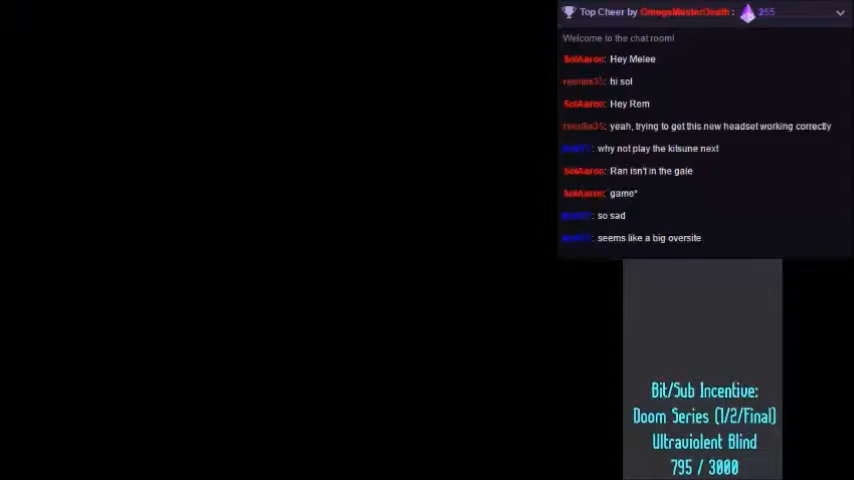 Top Cheer by OmegaMasterDeath : 255
Welcome to the chat room!
SolAaron: Hey Melee
hi sol
SolAaron: Hey Rem
yeah, trying to get this new headset working correctly
: why not play the kitsune next
SolAaron: Ran isn't in the gale
SolAaron: game*
: so sad
: seems like a big oversite
Bit/Sub Incentive:
Doom Series (1/2/Final)
Ultraviolent Blind
795 / 3000